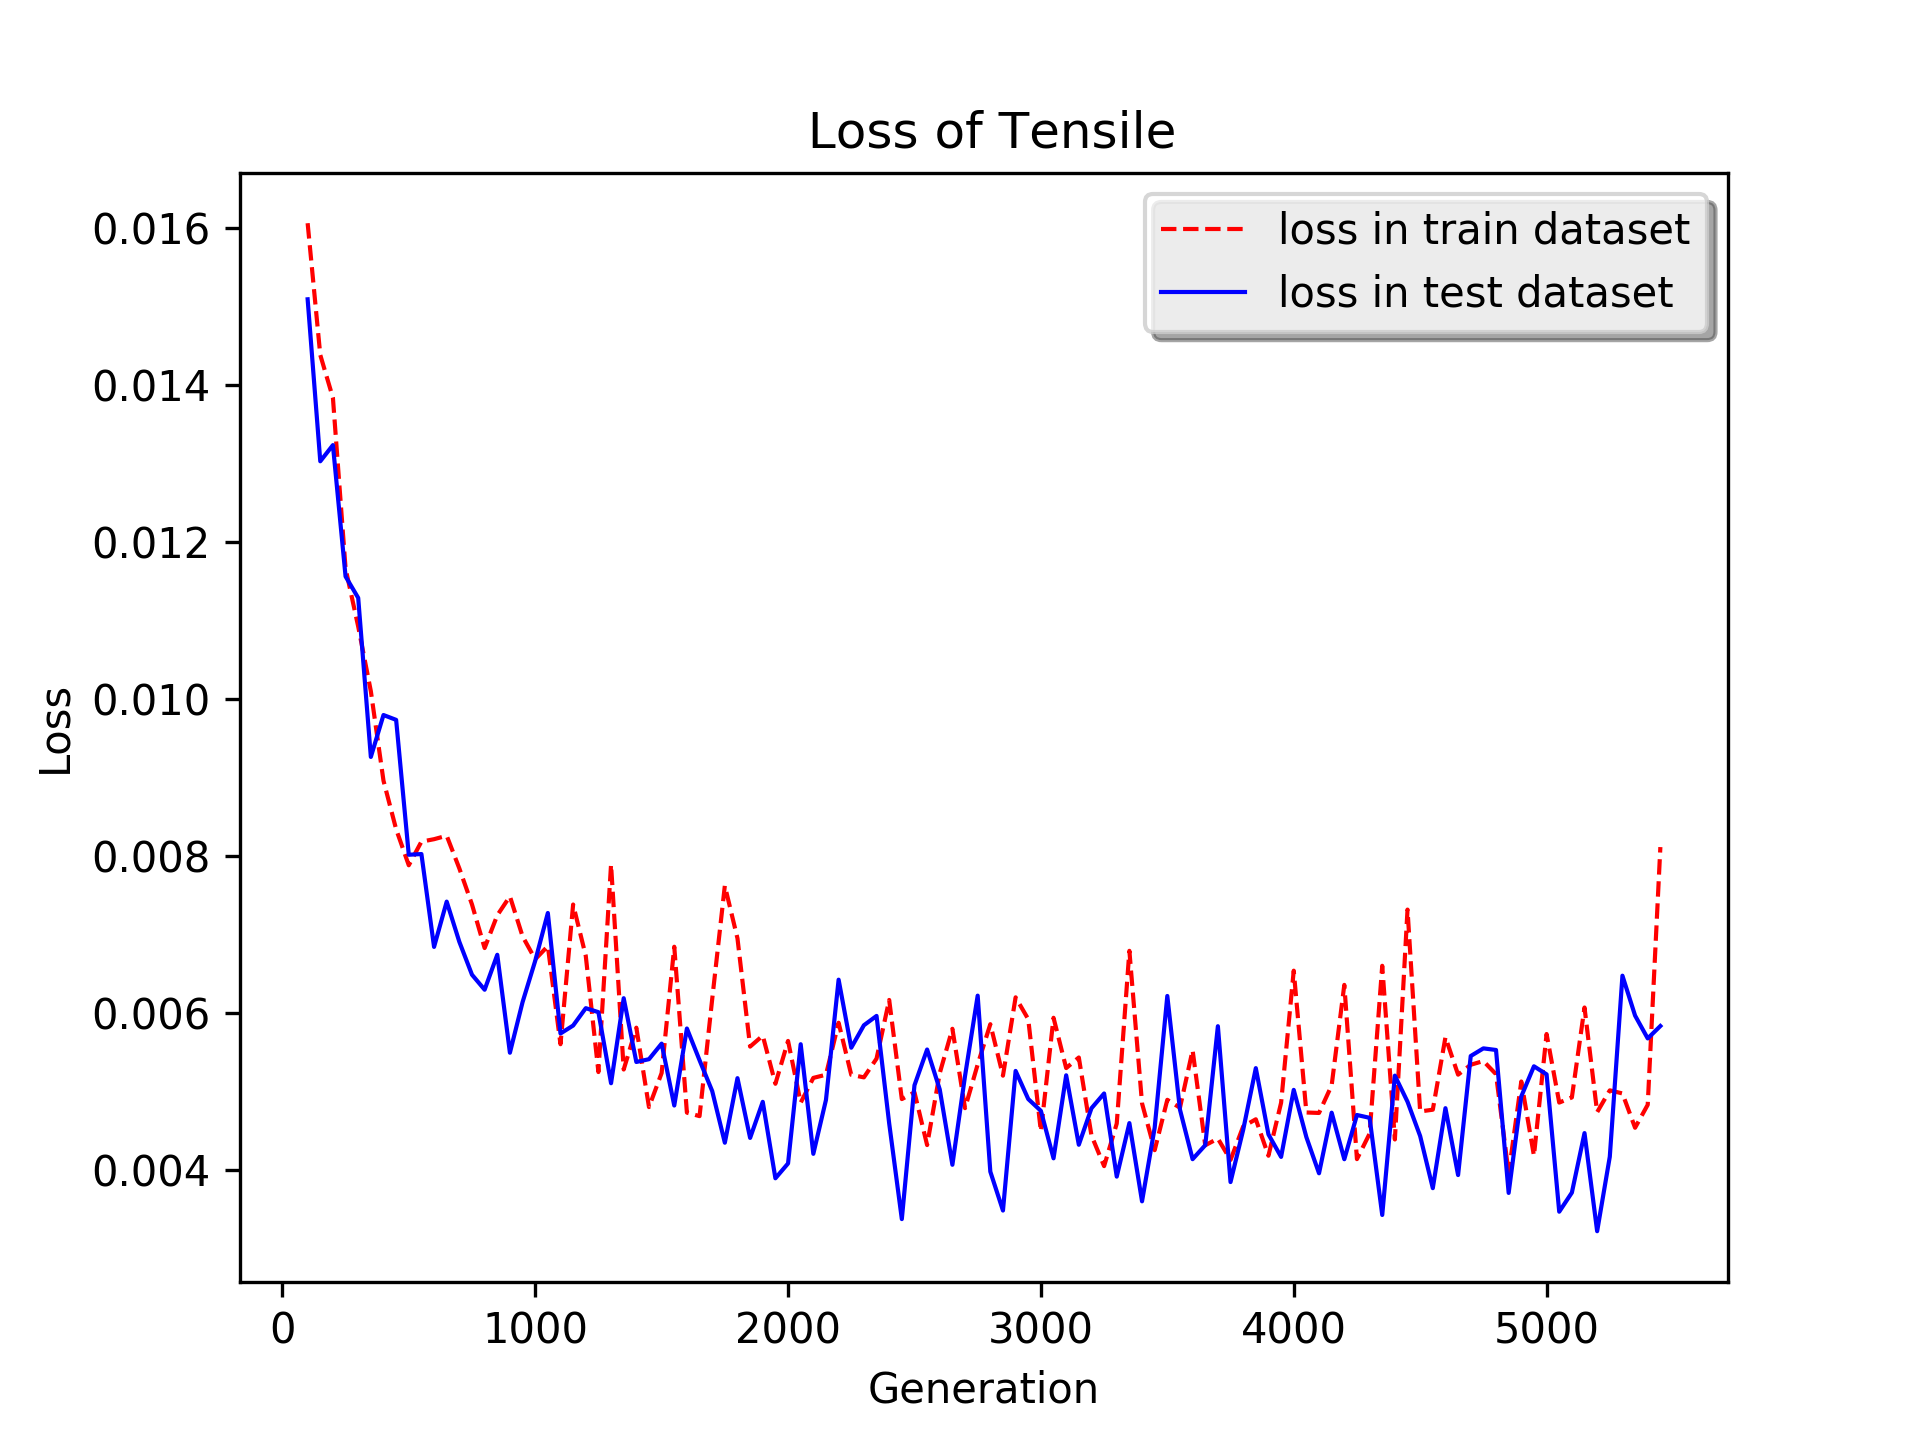 Loss of Tensile
loss in train dataset
loss in test dataset
0.016
0.014
0.012
0.010
0.008
0.006
0.004
Loss
0 1000 2000 3000 4000 5000
Generation